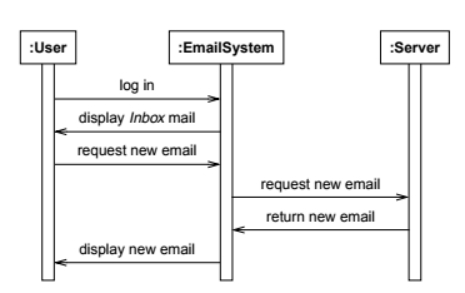 :User
:EmailSystem
:Server
log in
display Inbox mail
request new email
request new email
return new email
display new email